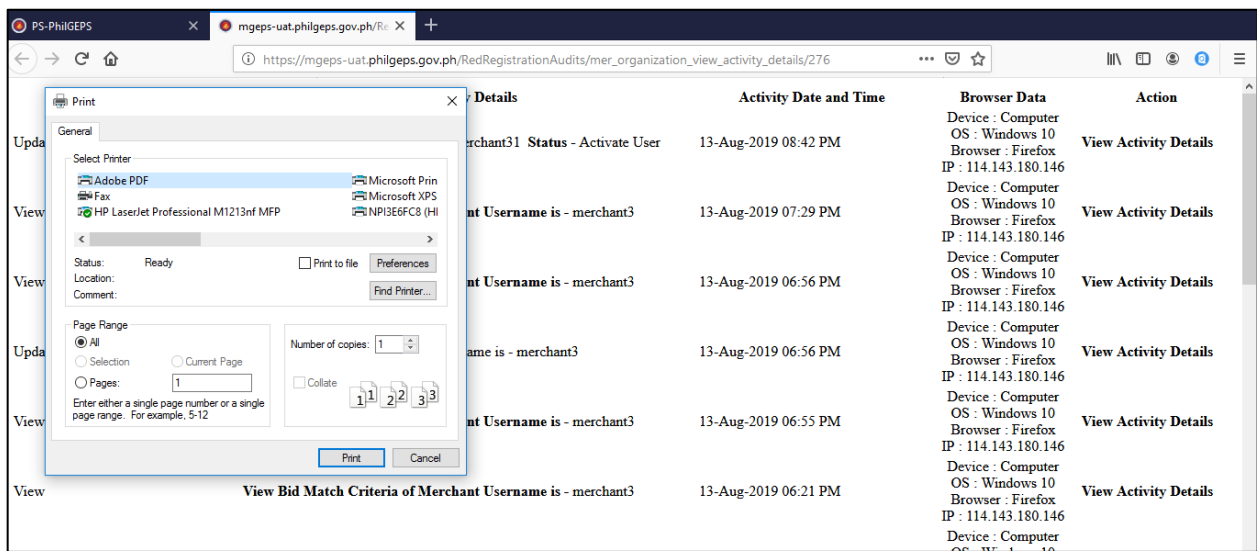 PS-PhilGEPS
mgeps-uat.philgeps.gov.ph/Re
https://mgeps-uat.philgeps.gov.ph/RedRegistrationAudits/mer_organization_view_activity_details/276
Print
General
Select Printer
Adobe PDF
Fax
HP LaserJet Professional M1213nf MFP
Microsoft Prin
Microsoft XPS
NPI3E6FC8 (HI
Status: Ready
Location:
Comment:
Print to file
Preferences
Find Printer...
Page Range
All
Selection
Current Page
Pages: 1
Enter either a single page number or a single
page range. For example, 5-12
Number of copies: 1
Collate
1 1 2 2 3 3
Print
Cancel
Details Activity Date and Time Browser Data Action
Upda
erchant31 Status - Activate User 13-Aug-2019 08:42 PM
Device : Computer
OS : Windows 10
Browser : Firefox
IP : 114.143.180.146
View Activity Details
View
nt Username is - merchant3 13-Aug-2019 07:29 PM
Device : Computer
OS : Windows 10
Browser : Firefox
IP : 114.143.180.146
View Activity Details
View
nt Username is - merchant3 13-Aug-2019 06:56 PM
Device : Computer
OS : Windows 10
Browser : Firefox
IP : 114.143.180.146
View Activity Details
Upda
ame is - merchant3 13-Aug-2019 06:56 PM
Device : Computer
OS : Windows 10
Browser : Firefox
IP : 114.143.180.146
View Activity Details
View
nt Username is - merchant3 13-Aug-2019 06:55 PM
Device : Computer
OS : Windows 10
Browser : Firefox
IP : 114.143.180.146
View Activity Details
View
View Bid Match Criteria of Merchant Username is - merchant3 13-Aug-2019 06:21 PM
Device : Computer
OS : Windows 10
Browser : Firefox
IP : 114.143.180.146
View Activity Details
Device : Computer